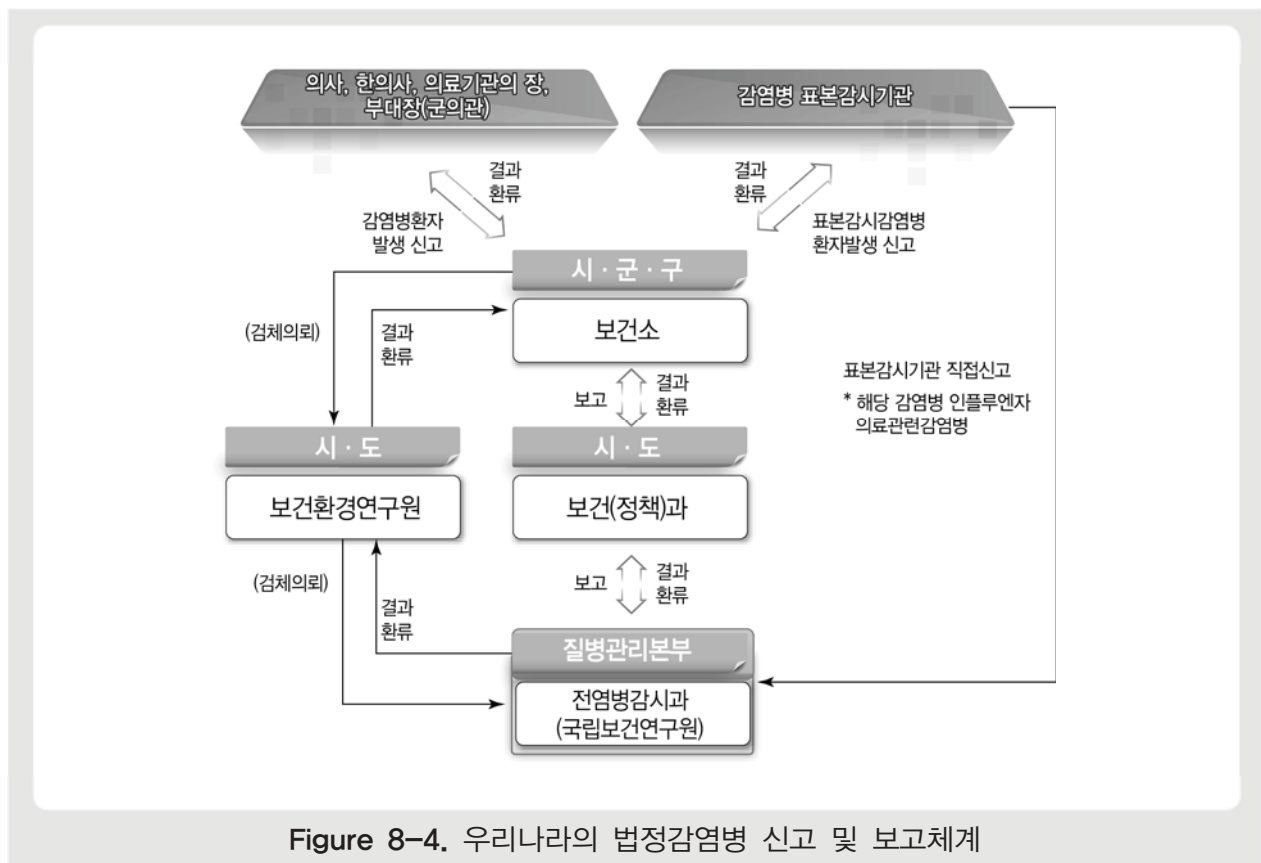 의사, 한의사, 의료기관의 장,
부대장(군의관)
감염병 표본감시기관
결과
환류
감염병환자
발생 신고
결과
환류
표본감시감염병
환자발생 신고
시·군·구
보건소
(검체의뢰)
결과
환류
보고
결과
환류
표본감시기관 직접신고
* 해당 감염병 인플루엔자
의료관련감염병
시·도
보건환경연구원
시·도
보건(정책)과
(검체의뢰)
결과
환류
보고
결과
환류
질병관리본부
전염병감시과
(국립보건연구원)
Figure 8-4. 우리나라의 법정감염병 신고 및 보고체계